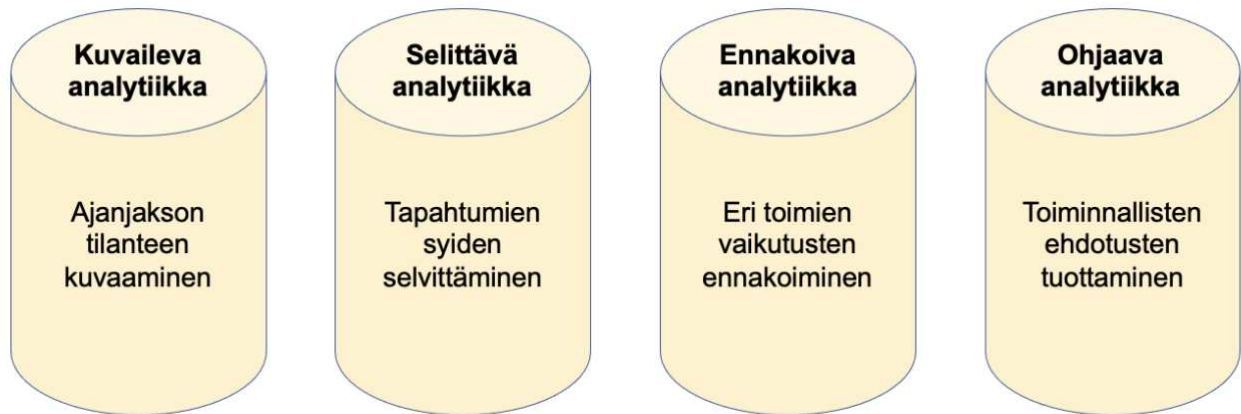 Kuvaileva
analytiikka
Ajanjakson
tilanteen
kuvaaminen
Selittävä
analytiikka
Tapahtumien
syiden
selvittäminen
Ennakoiva
analytiikka
Eri toimien
vaikutusten
ennakoiminen
Ohjaava
analytiikka
Toiminnallisten
ehdotusten
tuottaminen